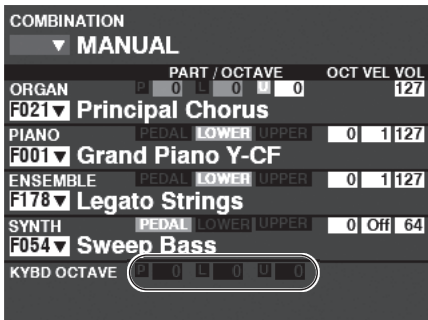 COMBINATION
▼ MANUAL
PART / OCTAVE OCT VEL VOL
ORGAN P 0 L 0 U 0 127
F021▼ Principal Chorus
PIANO PEDAL LOWER UPPER 0 1 127
F001▼ Grand Piano Y-CF
ENSEMBLE PEDAL LOWER UPPER 0 1 127
F178▼ Legato Strings
SYNTH PEDAL LOWER UPPER 0 Off 64
F054▼ Sweep Bass
KYBD OCTAVE P 0 L 0 U 0